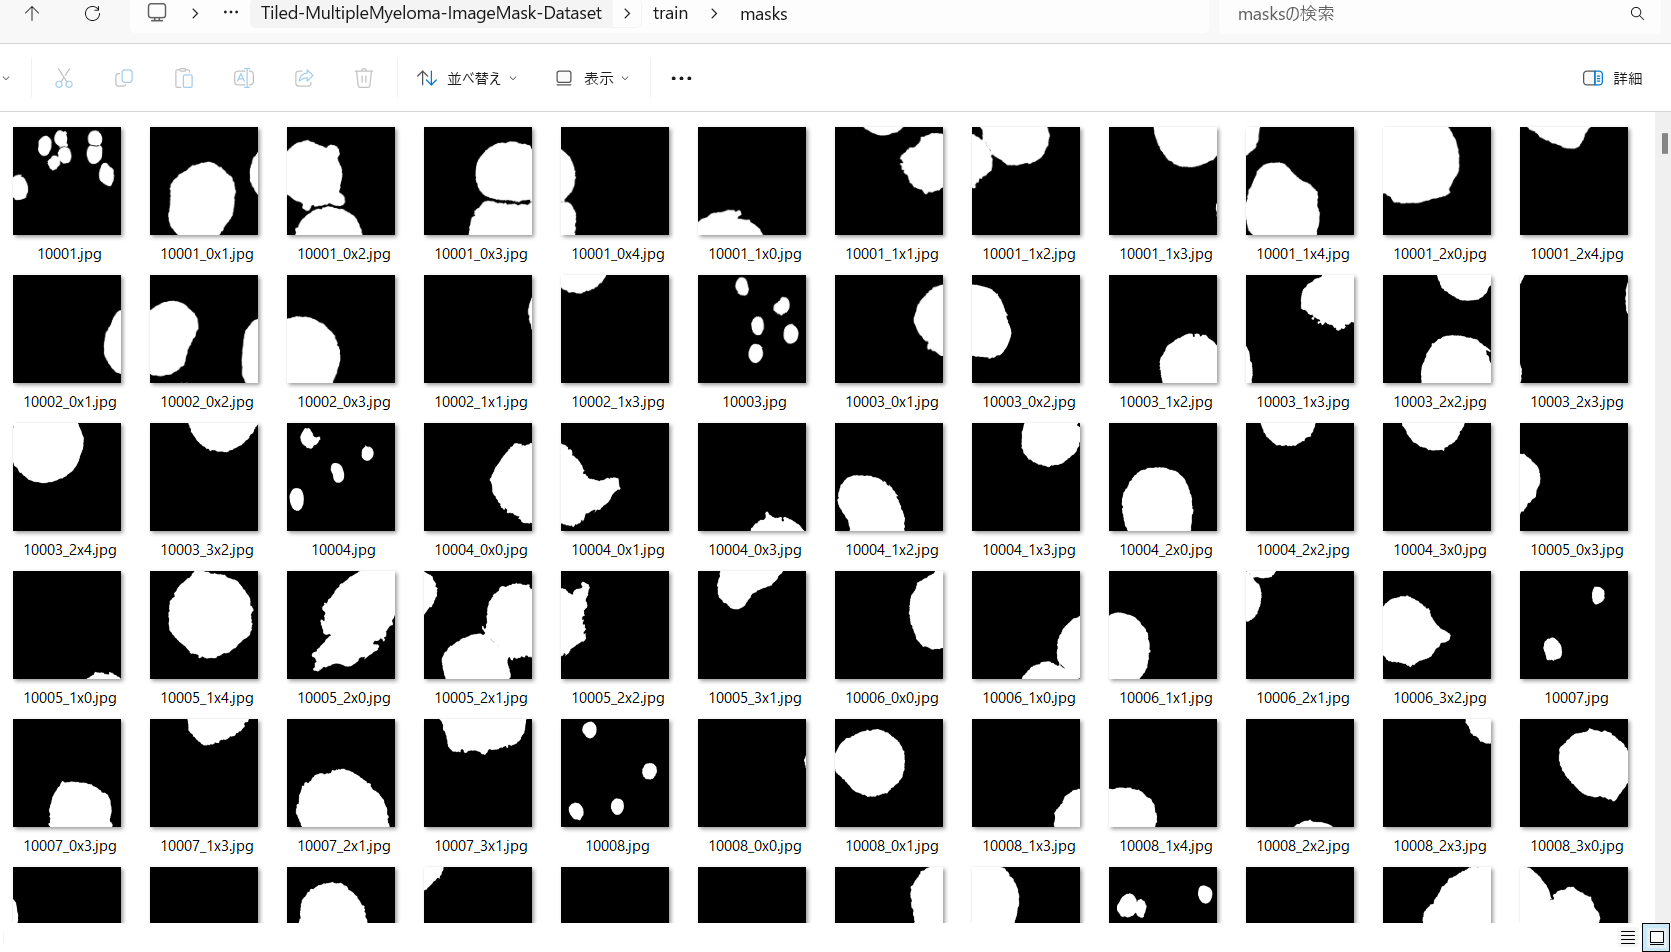 Tiled-MultipleMyeloma-ImageMask-Dataset > train > masks
masksの検索
並べ替え
表示
詳細
10001.jpg 10001_0x1.jpg 10001_0x2.jpg 10001_0x3.jpg 10001_0x4.jpg 10001_1x0.jpg 10001_1x1.jpg 10001_1x2.jpg 10001_1x3.jpg 10001_1x4.jpg 10001_2x0.jpg 10001_2x4.jpg
10002_0x1.jpg 10002_0x2.jpg 10002_0x3.jpg 10002_1x1.jpg 10002_1x3.jpg 10003.jpg 10003_0x1.jpg 10003_0x2.jpg 10003_1x2.jpg 10003_1x3.jpg 10003_2x2.jpg 10003_2x3.jpg
10003_2x4.jpg 10003_3x2.jpg 10004.jpg 10004_0x0.jpg 10004_0x1.jpg 10004_0x3.jpg 10004_1x2.jpg 10004_1x3.jpg 10004_2x0.jpg 10004_2x2.jpg 10004_3x0.jpg 10005_0x3.jpg
10005_1x0.jpg 10005_1x4.jpg 10005_2x0.jpg 10005_2x1.jpg 10005_2x2.jpg 10005_3x1.jpg 10006_0x0.jpg 10006_1x0.jpg 10006_1x1.jpg 10006_2x1.jpg 10006_3x2.jpg 10007.jpg
10007_0x3.jpg 10007_1x3.jpg 10007_2x1.jpg 10007_3x1.jpg 10008.jpg 10008_0x0.jpg 10008_0x1.jpg 10008_1x3.jpg 10008_1x4.jpg 10008_2x2.jpg 10008_2x3.jpg 10008_3x0.jpg